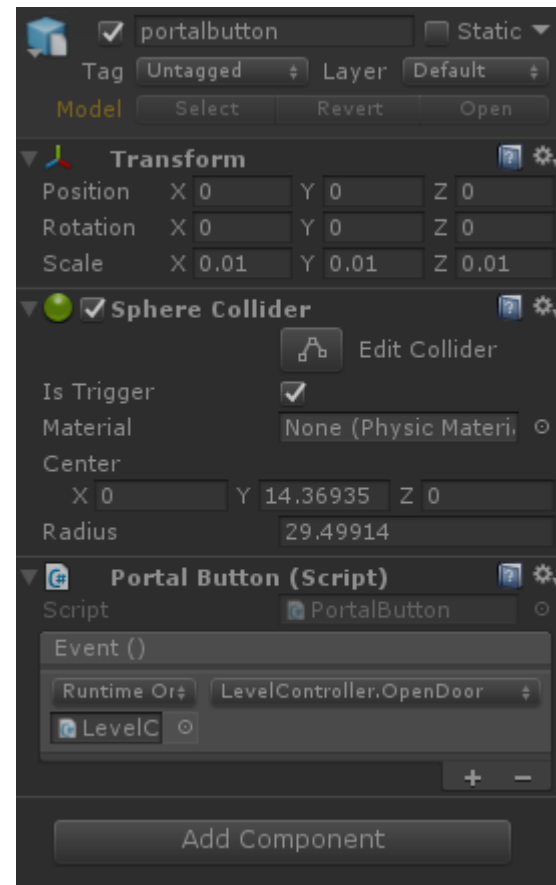 portalbutton Static
Tag Untagged Layer Default
Model Select Revert Open
Transform
Position X 0 Y 0 Z 0
Rotation X 0 Y 0 Z 0
Scale X 0.01 Y 0.01 Z 0.01
Sphere Collider
Edit Collider
Is Trigger
Material None (Physic Materi
Center
X 0 Y 14.36935 Z 0
Radius 29.49914
Portal Button (Script)
Script PortalButton
Event ()
Runtime On LevelController.OpenDoor
LevelC
+ −
Add Component